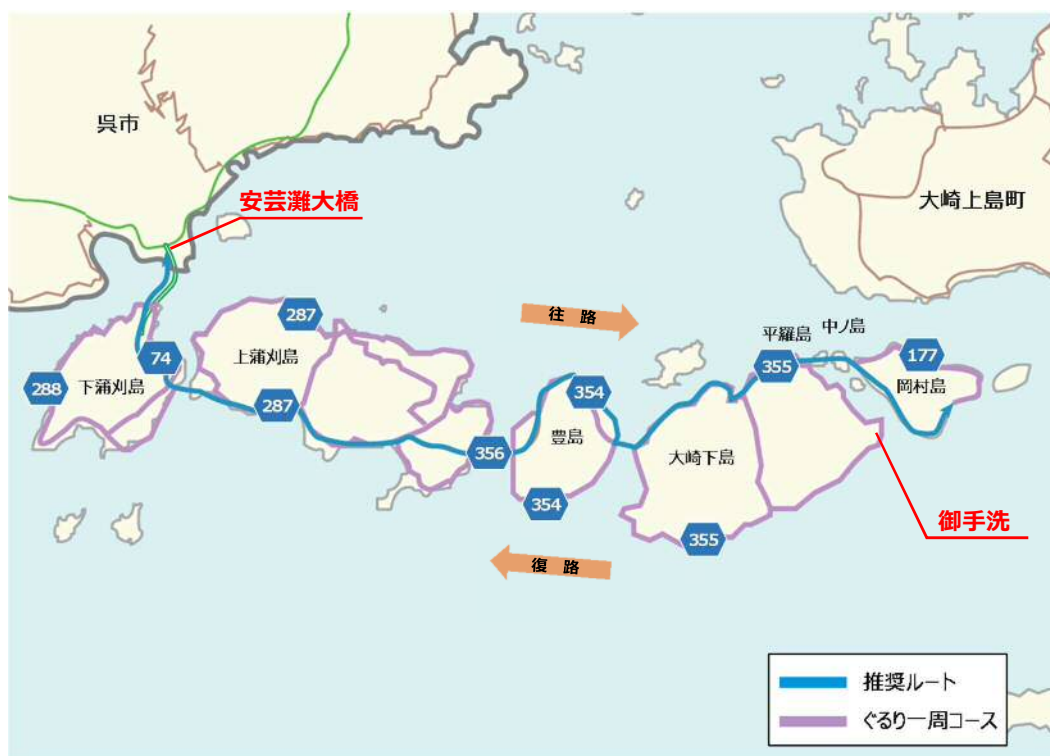 呉市
安芸灘大橋
大崎上島町
往 路
287
平羅島
中ノ島
74
上蒲刈島
355
177
288
下蒲刈島
岡村島
287
354
356
豊島
大崎下島
354
御手洗
355
復 路
推奨ルート
ぐるり一周コース